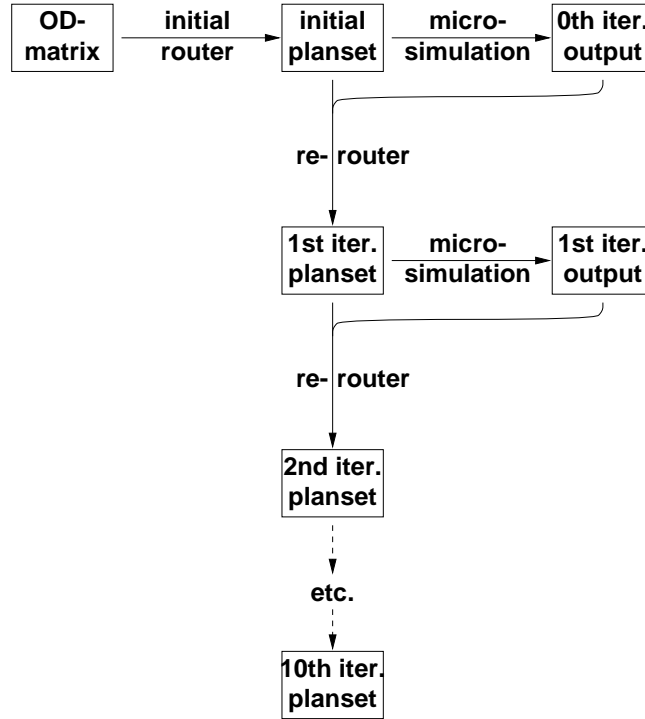 OD-
matrix
initial
router
initial
planset
micro-
simulation
0th iter.
output
re- router
1st iter.
planset
micro-
simulation
1st iter.
output
re- router
2nd iter.
planset
etc.
10th iter.
planset